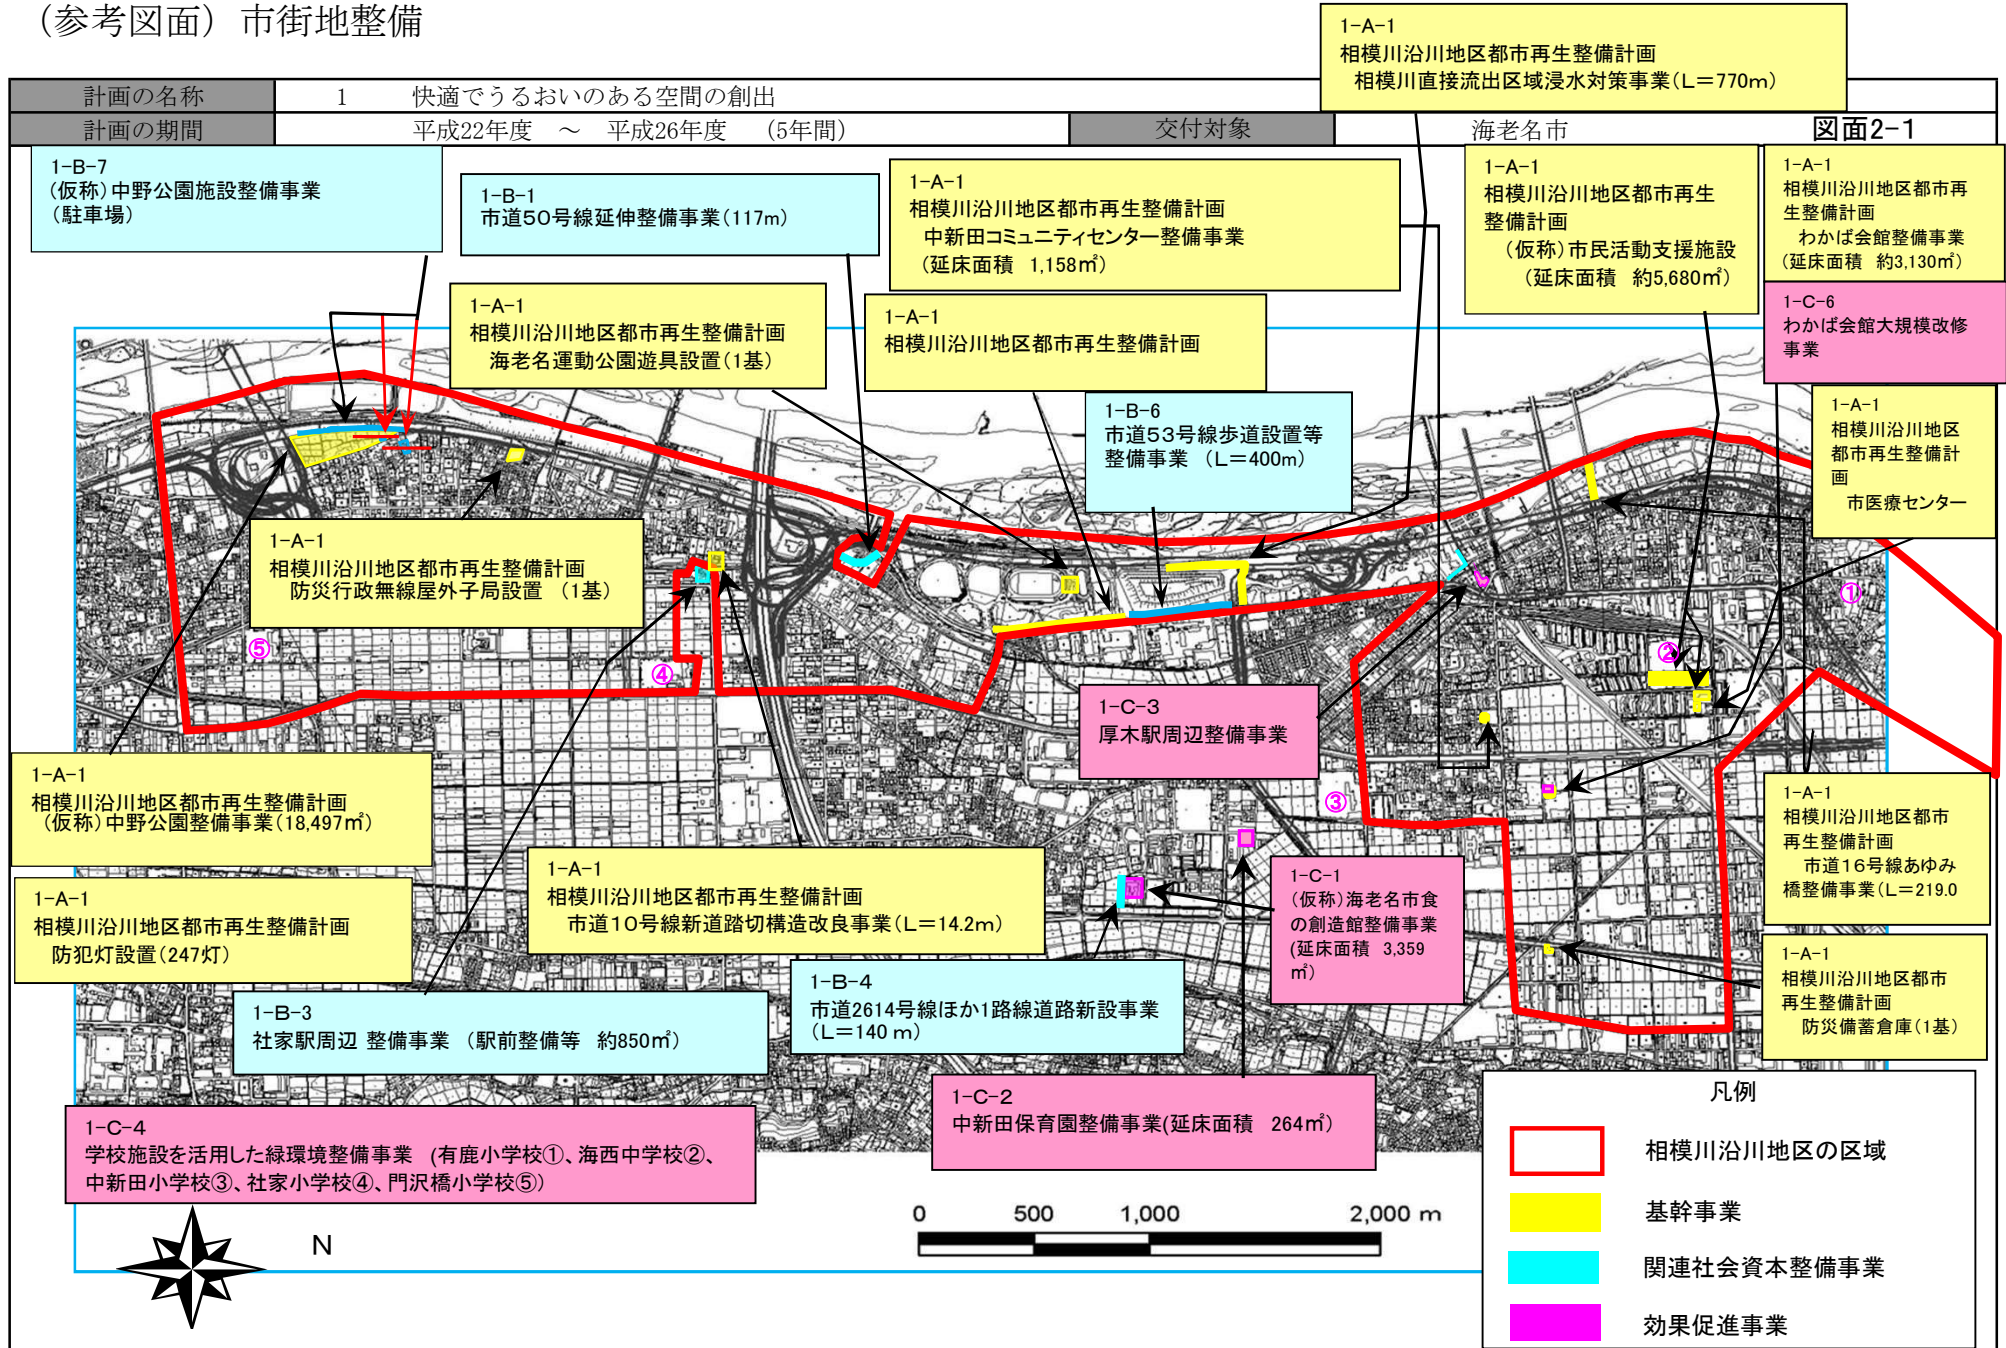 （参考図面）市街地整備
計画の名称
1 快適でうるおいのある空間の創出
計画の期間
平成22年度 ～ 平成26年度 （5年間）
交付対象
海老名市
図面2-1
1-A-1
相模川沿川地区都市再生整備計画
相模川直接流出区域浸水対策事業（L＝770m）
1-B-7
（仮称）中野公園施設整備事業
（駐車場）
1-B-1
市道50号線延伸整備事業（117m）
1-A-1
相模川沿川地区都市再生整備計画
中新田コミュニティセンター整備事業
（延床面積 1,158㎡）
1-A-1
相模川沿川地区都市再生
整備計画
（仮称）市民活動支援施設
（延床面積 約5,680㎡）
1-A-1
相模川沿川地区都市再
生整備計画
わかば会館整備事業
（延床面積 約3,130㎡）
1-C-6
わかば会館大規模改修
事業
1-A-1
相模川沿川地区都市再生整備計画
海老名運動公園遊具設置（1基）
1-A-1
相模川沿川地区都市再生整備計画
1-B-6
市道53号線歩道設置等
整備事業 （L＝400m）
1-A-1
相模川沿川地区
都市再生整備計
画
市医療センター
1-A-1
相模川沿川地区都市再生整備計画
防災行政無線屋外子局設置 （1基）
①
②
③
④
⑤
1-C-3
厚木駅周辺整備事業
1-A-1
相模川沿川地区都市再生整備計画
（仮称）中野公園整備事業（18,497㎡）
1-A-1
相模川沿川地区都市再生整備計画
防犯灯設置（247灯）
1-A-1
相模川沿川地区都市再生整備計画
市道10号線新道踏切構造改良事業（L＝14.2m）
1-C-1
（仮称）海老名市食
の創造館整備事業
(延床面積 3,359
㎡）
1-A-1
相模川沿川地区都市
再生整備計画
市道16号線あゆみ
橋整備事業（L＝219.0
1-A-1
相模川沿川地区都市
再生整備計画
防災備蓄倉庫（1基）
1-B-3
社家駅周辺 整備事業 （駅前整備等 約850㎡）
1-B-4
市道2614号線ほか1路線道路新設事業
（L＝140ｍ）
1-C-2
中新田保育園整備事業(延床面積 264㎡）
1-C-4
学校施設を活用した緑環境整備事業 （有鹿小学校①、海西中学校②、
中新田小学校③、社家小学校④、門沢橋小学校⑤）
N
0 500 1,000 2,000 m
凡例
相模川沿川地区の区域
基幹事業
関連社会資本整備事業
効果促進事業